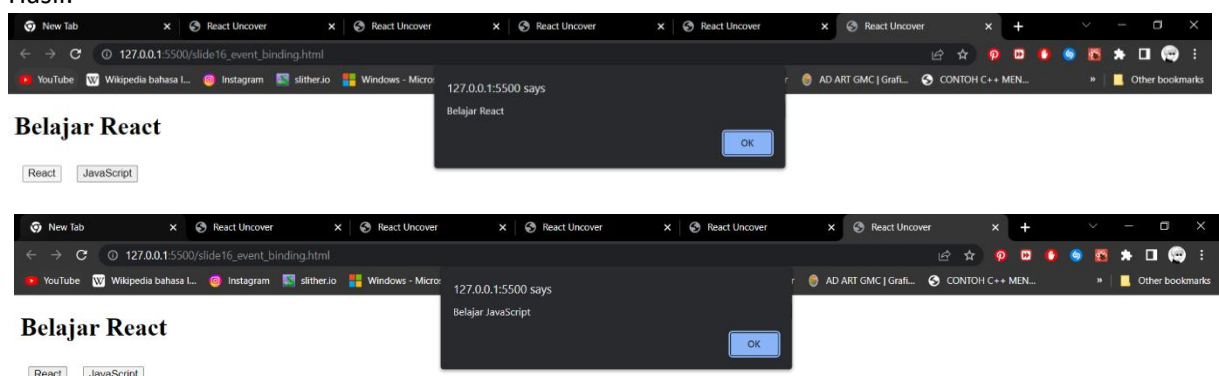 New Tab React Uncover React Uncover React Uncover React Uncover React Uncover
127.0.0.1:5500/slide16_event_binding.html
YouTube Wikipedia bahasa I... Instagram slither.io Windows - Micro AD ART GMC | Grafi... CONTOH C++ MEN... » Other bookmarks
127.0.0.1:5500 says
Belajar React
OK
Belajar React
React JavaScript
New Tab React Uncover React Uncover React Uncover React Uncover React Uncover
127.0.0.1:5500/slide16_event_binding.html
YouTube Wikipedia bahasa I... Instagram slither.io Windows - Micro AD ART GMC | Grafi... CONTOH C++ MEN... » Other bookmarks
127.0.0.1:5500 says
Belajar JavaScript
OK
Belajar React
React JavaScript